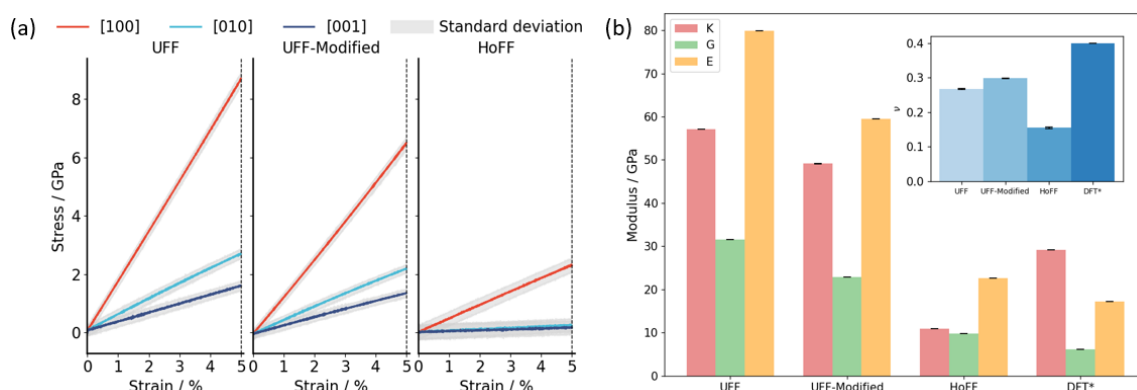 (a)
[100] [010] [001] Standard deviation
UFF UFF-Modified HoFF
Stress / GPa
8
6
4
2
0
0 1 2 3 4 5 0 1 2 3 4 5 0 1 2 3 4 5
Strain / % Strain / % Strain / %
(b)
K
G
E
Modulus / GPa
80
70
60
50
40
30
20
10
0
UFF UFF-Modified HoFF DFT*
ν
0.4
0.3
0.2
0.1
0.0
UFF UFF-Modified HoFF DFT*